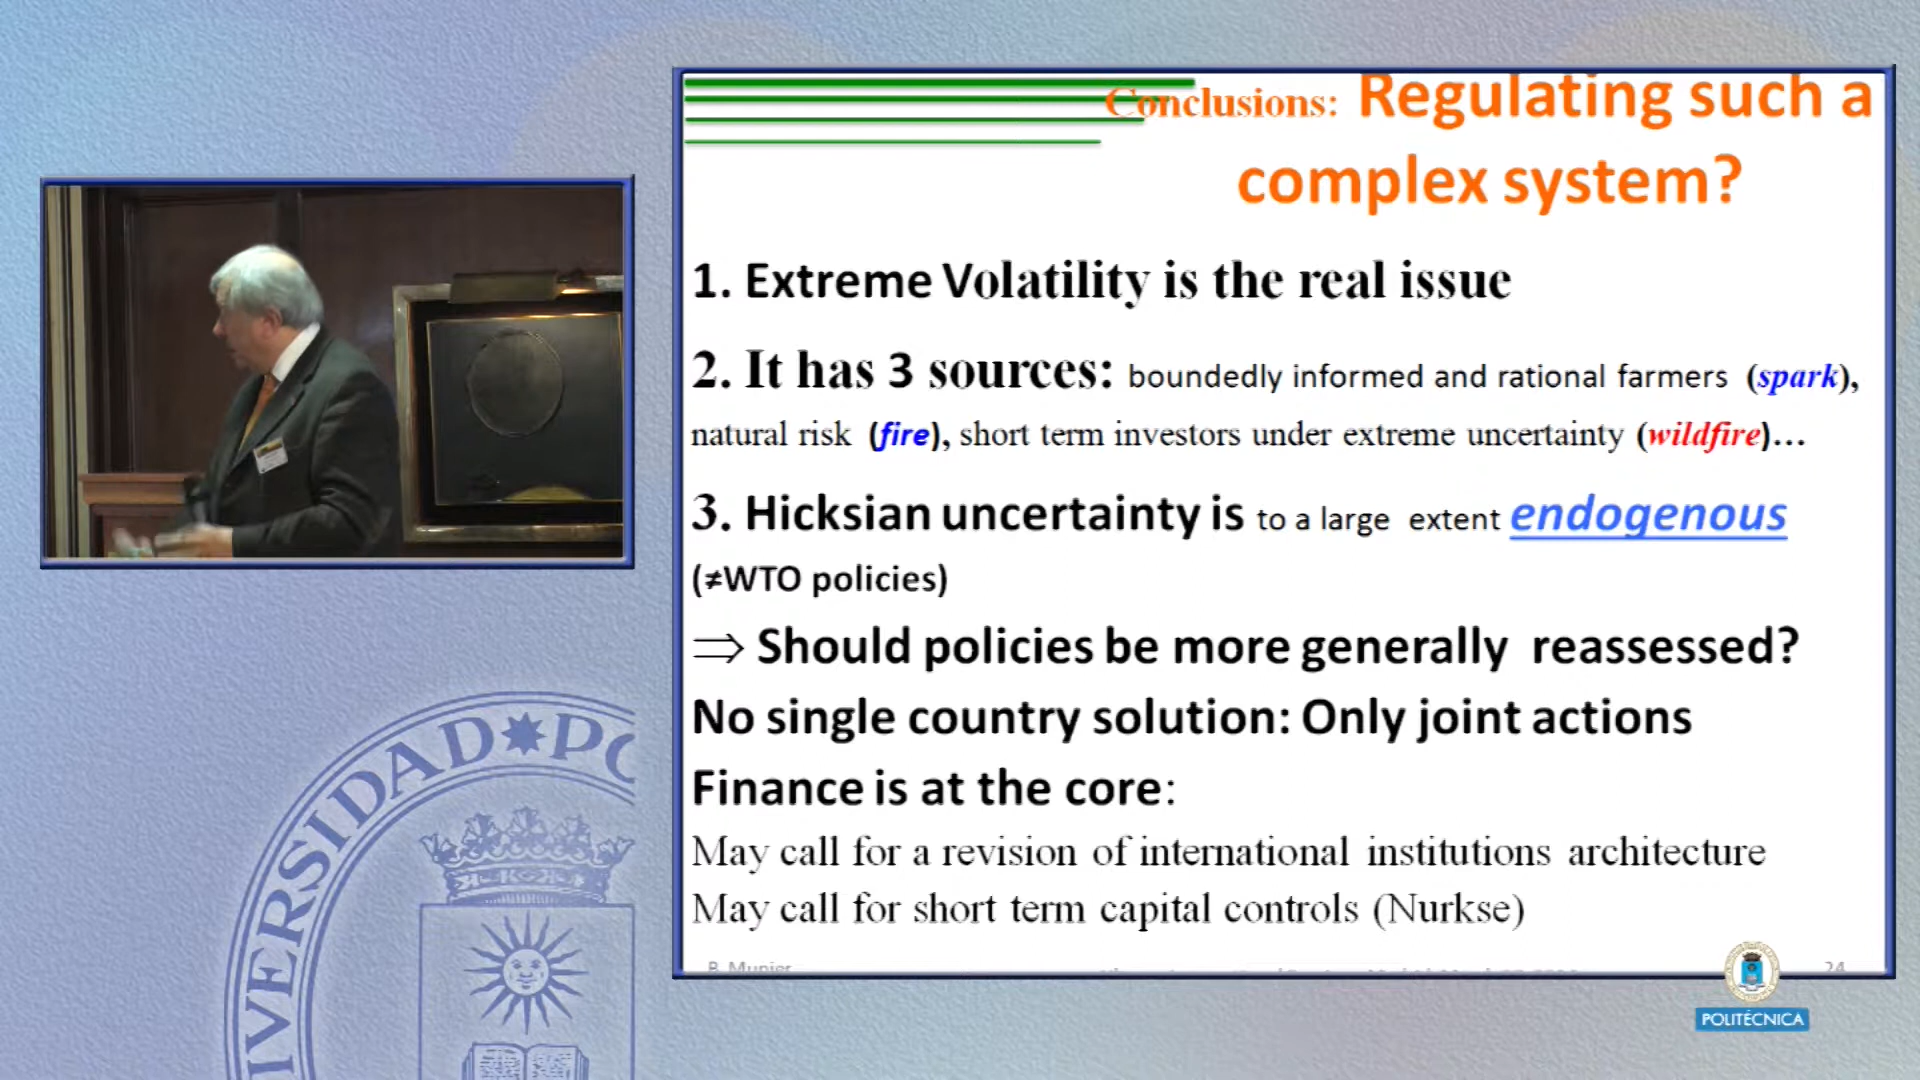 Conclusions: Regulating such a
complex system?
1. Extreme Volatility is the real issue
2. It has 3 sources: boundedly informed and rational farmers (spark),
natural risk (fire), short term investors under extreme uncertainty (wildfire)...
3. Hicksian uncertainty is to a large extent endogenous
(≠WTO policies)
⇒ Should policies be more generally reassessed?
No single country solution: Only joint actions
Finance is at the core:
May call for a revision of international institutions architecture
May call for short term capital controls (Nurkse)
B. Munier
24
POLITÉCNICA
IVERSIDAD PO